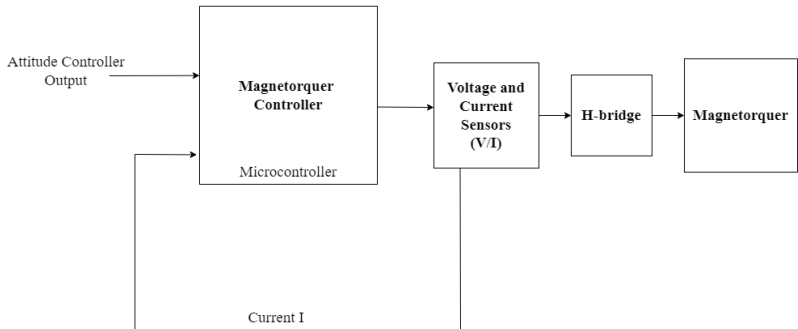 Attitude Controller
Output
Magnetorquer
Controller
Microcontroller
Voltage and
Current
Sensors
(V/I)
H-bridge
Magnetorquer
Current I